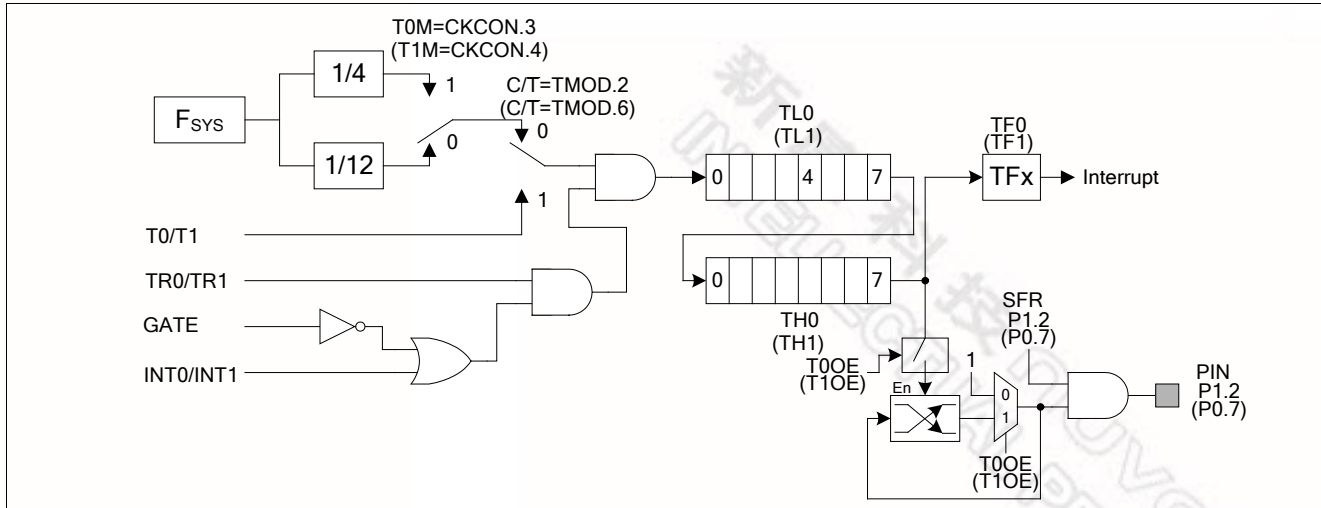 T0M=CKCON.3
(T1M=CKCON.4)
1/4
1
C/T=TMOD.2
(C/T=TMOD.6)
FSYS
0
0
1/12
1
TL0
(TL1)
0 4 7
TF0
(TF1)
TFx
Interrupt
T0/T1
TR0/TR1
0 7
GATE
TH0
(TH1)
SFR
P1.2
(P0.7)
INT0/INT1
T0OE
(T1OE)
1
PIN
P1.2
(P0.7)
En
0
1
T0OE
(T1OE)